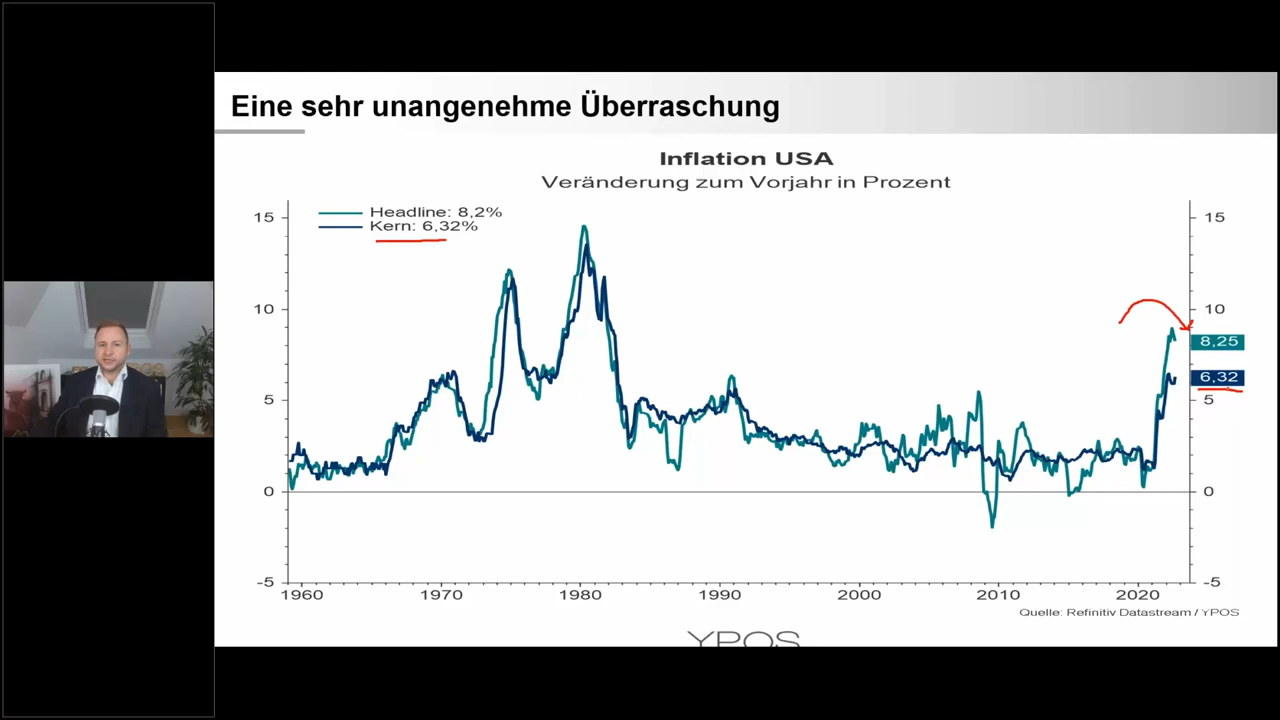 Eine sehr unangenehme Überraschung
Inflation USA
Veränderung zum Vorjahr in Prozent
Headline: 8,2%
Kern: 6,32%
15
15
10
10
8,25
6,32
5
5
0
0
-5
-5
1960 1970 1980 1990 2000 2010 2020
Quelle: Refinitiv Datastream / YPOS
YPOS